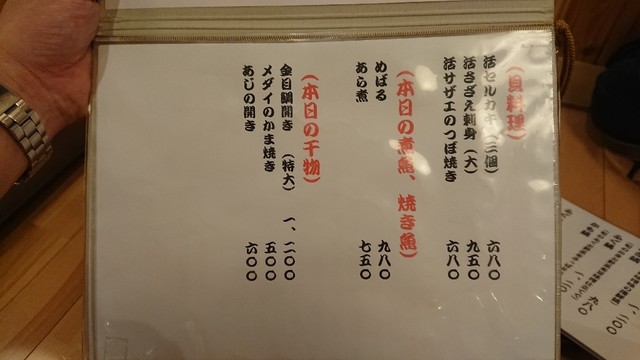 (貝料理)
活セルカキ(三個) 六八〇
活さざえ刺身(大) 九五〇
活サザエのつぼ焼き 六八〇
(本日の煮魚、焼き魚)
めばる 九八〇
あら煮 七五〇
(本日の干物)
金目鯛開き (特大) 一、二〇〇
メダイのかま焼き 五〇〇
あじの開き 六〇〇